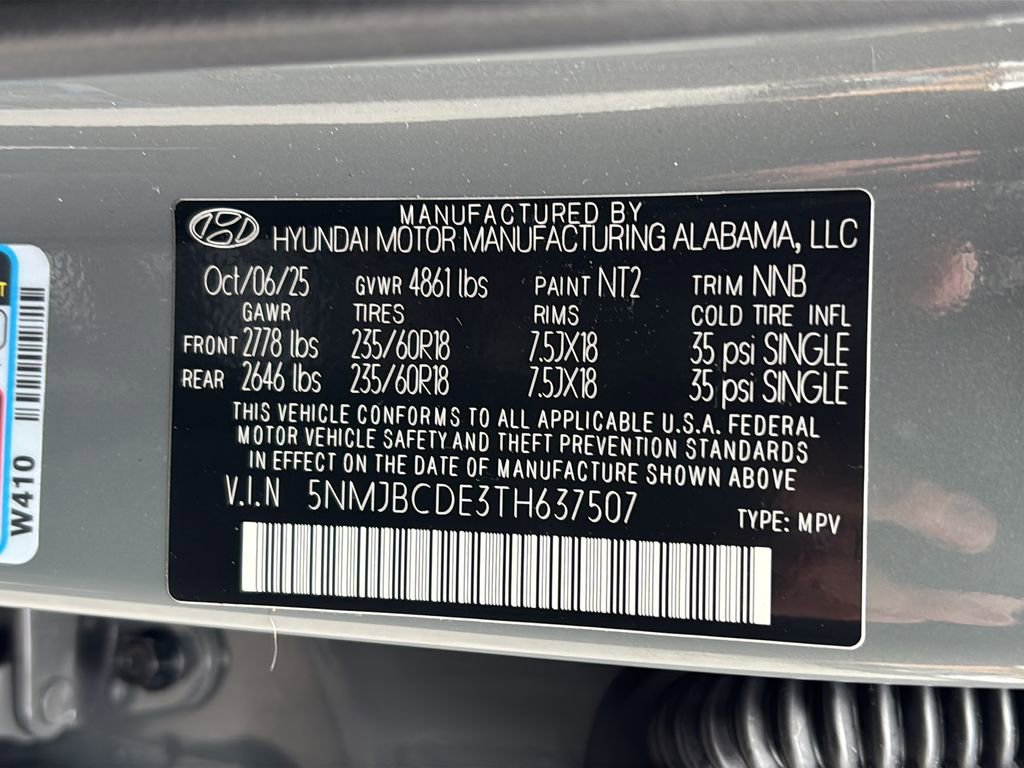 MANUFACTURED BY
HYUNDAI MOTOR MANUFACTURING ALABAMA, LLC
Oct/06/25 GVWR 4861 lbs PAINT NT2 TRIM NNB
GAWR TIRES RIMS COLD TIRE INFL
FRONT 2778 lbs 235/60R18 7.5JX18 35 psi SINGLE
REAR 2646 lbs 235/60R18 7.5JX18 35 psi SINGLE
THIS VEHICLE CONFORMS TO ALL APPLICABLE U.S.A. FEDERAL
MOTOR VEHICLE SAFETY AND THEFT PREVENTION STANDARDS
IN EFFECT ON THE DATE OF MANUFACTURE SHOWN ABOVE
V.I.N 5NMJBCDE3TH637507
TYPE: MPV
W410